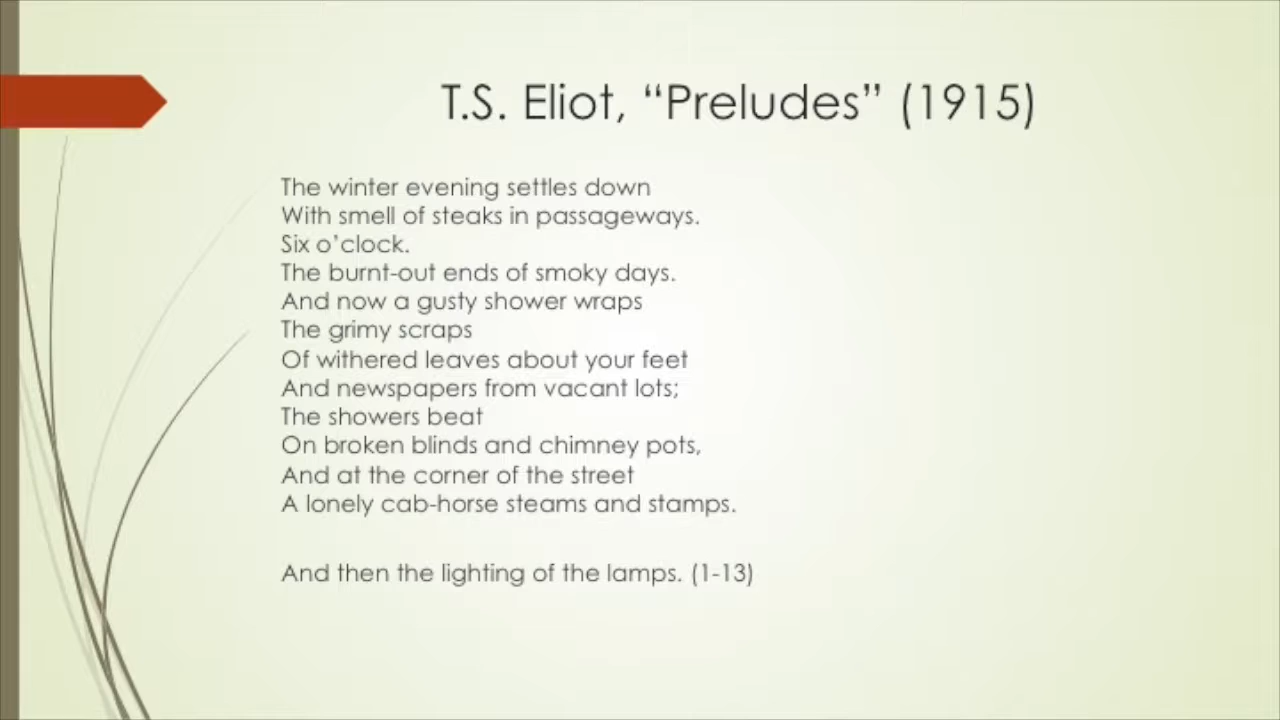 T.S. Eliot, “Preludes” (1915)
The winter evening settles down
With smell of steaks in passageways.
Six o’clock.
The burnt-out ends of smoky days.
And now a gusty shower wraps
The grimy scraps
Of withered leaves about your feet
And newspapers from vacant lots;
The showers beat
On broken blinds and chimney pots,
And at the corner of the street
A lonely cab-horse steams and stamps.
And then the lighting of the lamps. (1-13)